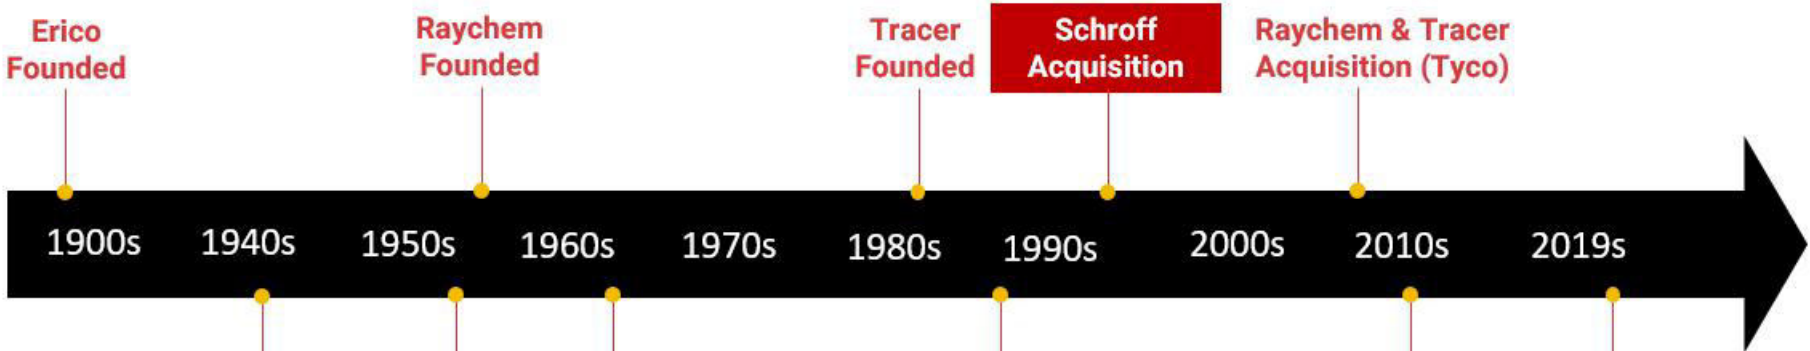 Erico
Founded
Raychem
Founded
Tracer
Founded
Schroff
Acquisition
Raychem & Tracer
Acquisition (Tyco)
1900s 1940s 1950s 1960s 1970s 1980s 1990s 2000s 2010s 2019s